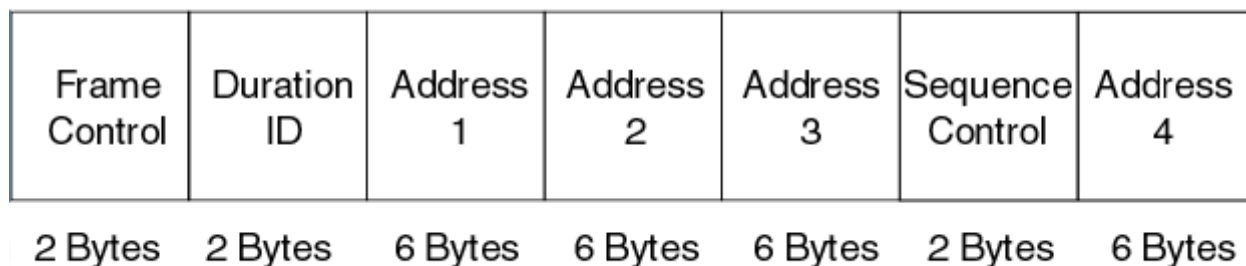 Frame Control
Duration ID
Address 1
Address 2
Address 3
Sequence Control
Address 4
2 Bytes 2 Bytes 6 Bytes 6 Bytes 6 Bytes 2 Bytes 6 Bytes